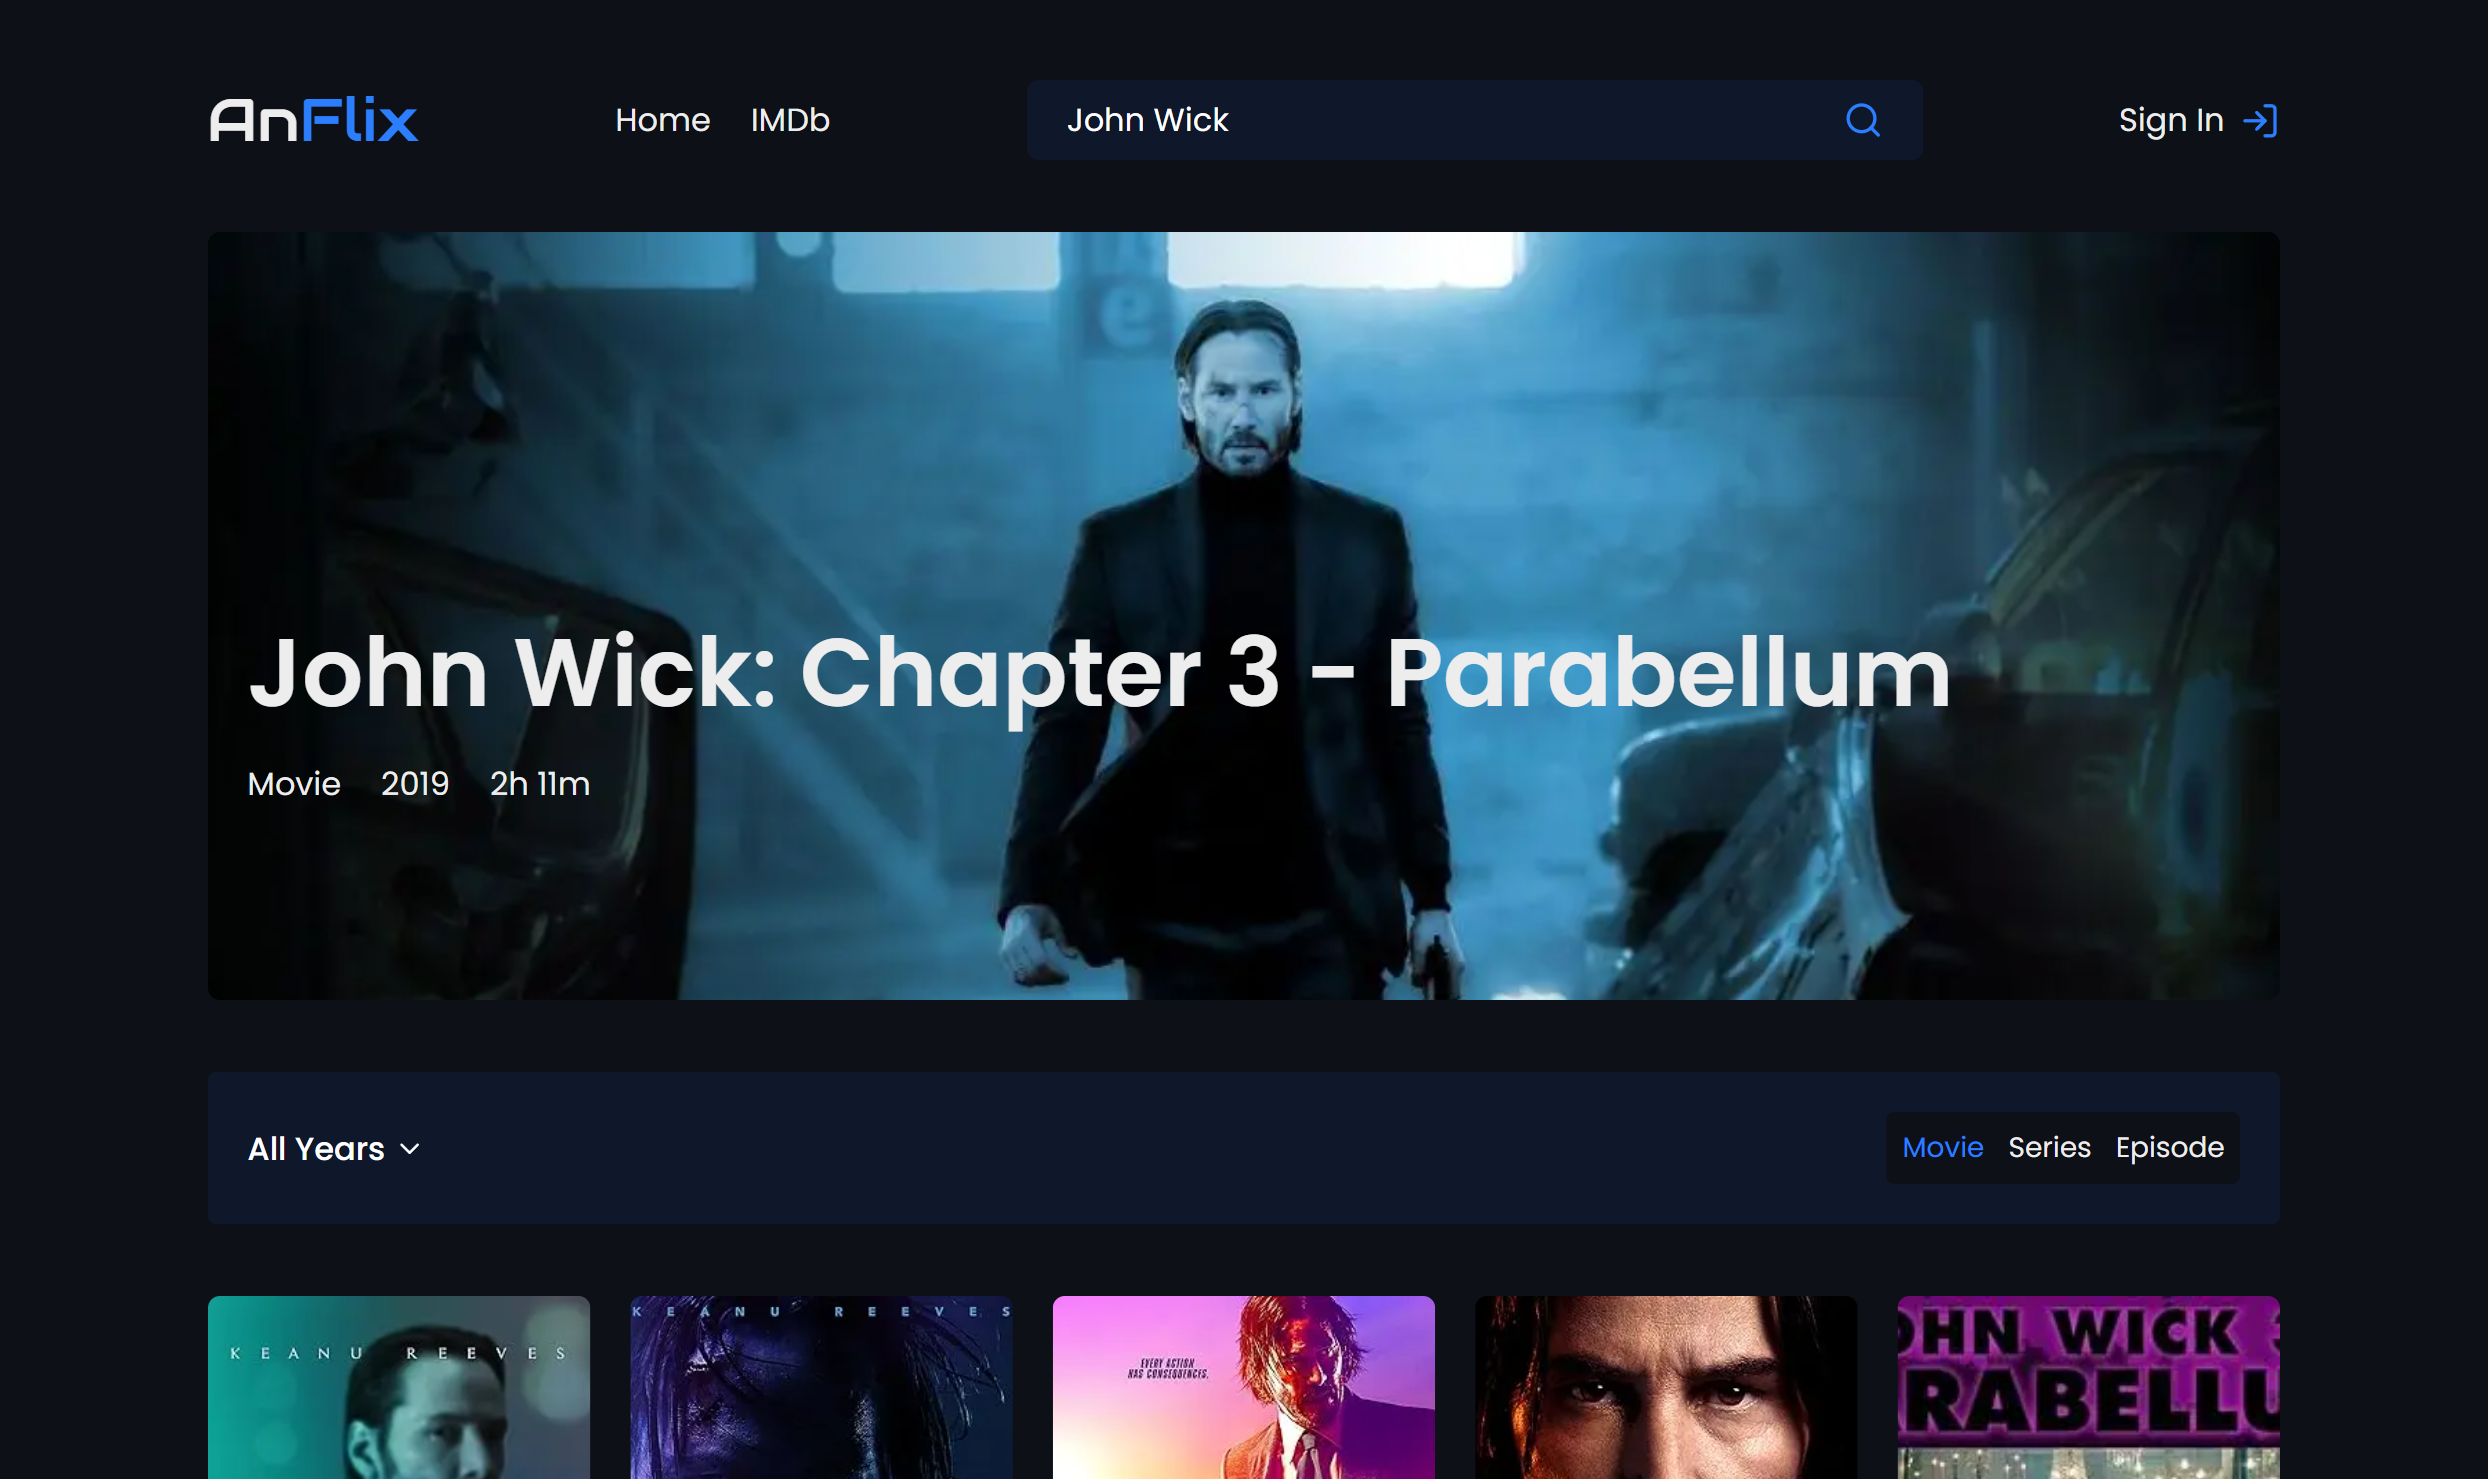 AnFlix
Home IMDb
John Wick
Sign In
e
John Wick: Chapter 3 - Parabellum
Movie 2019 2h 11m
All Years
Movie Series Episode
KEANU REEVES
KEANU REEVES
EVERY ACTION
HAS CONSEQUENCES.
OHN WICK 3
RABELLU